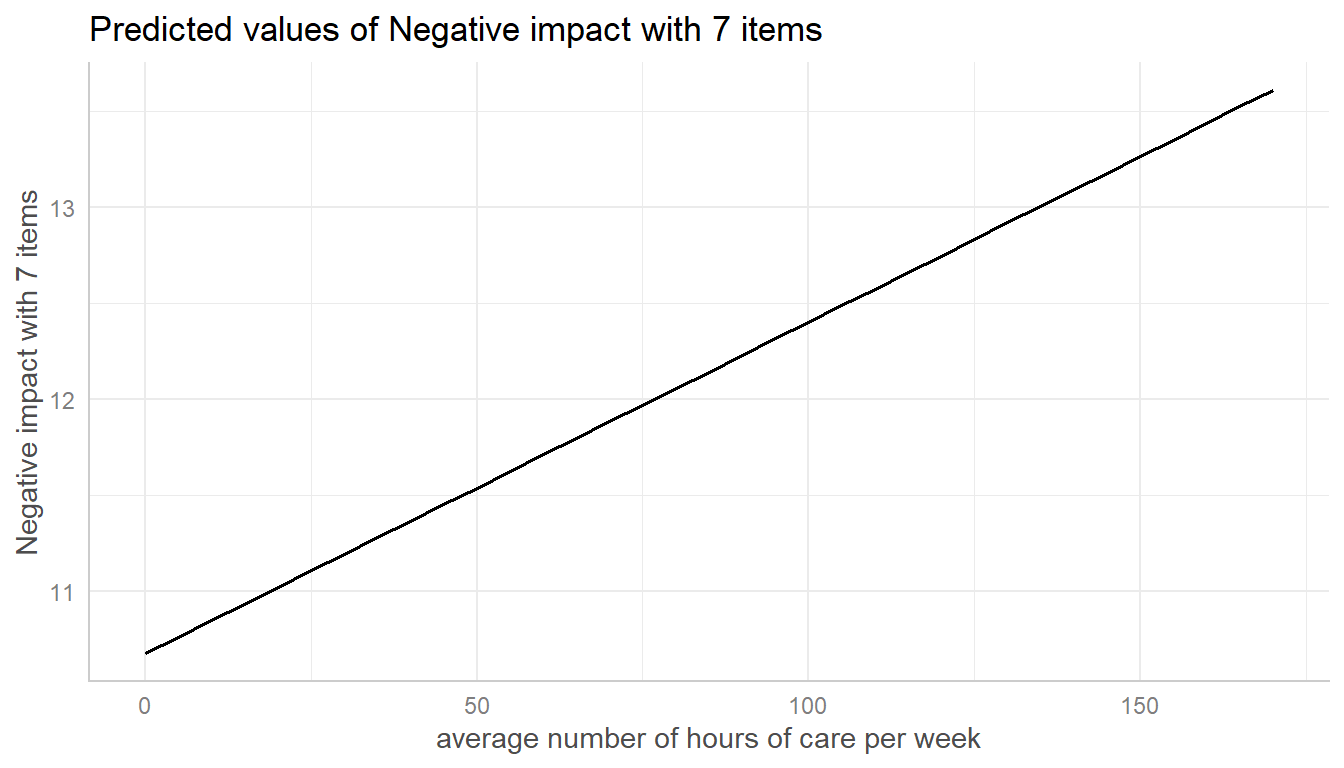 Predicted values of Negative impact with 7 items
Negative impact with 7 items
13
12
11
0 50 100 150
average number of hours of care per week